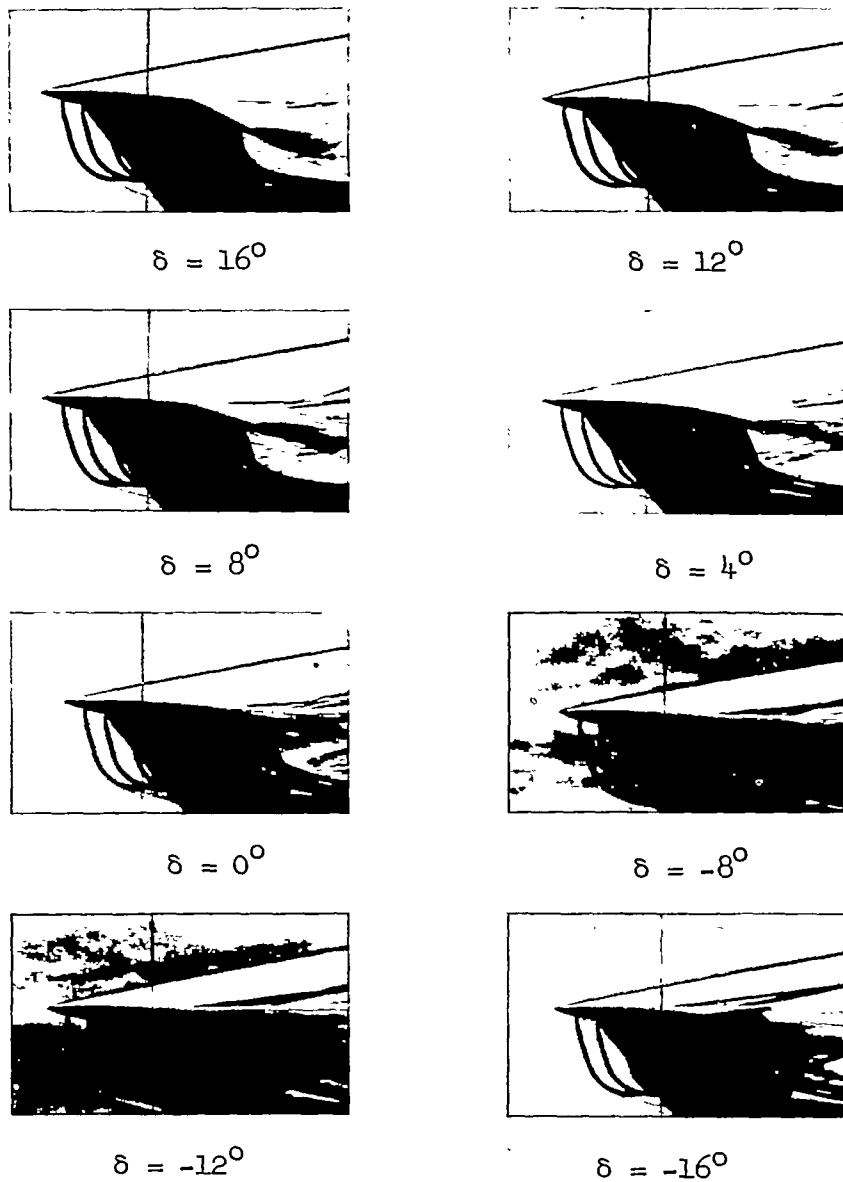 δ = 16°
δ = 12°
δ = 8°
δ = 4°
δ = 0°
δ = -8°
δ = -12°
δ = -16°